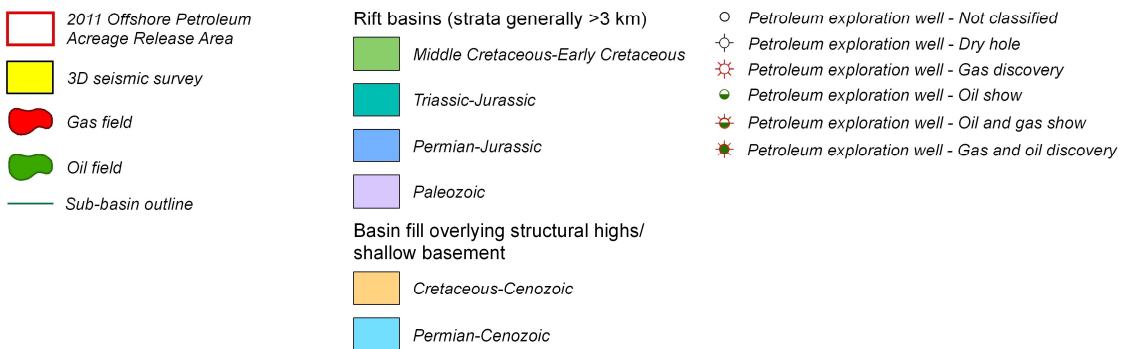 2011 Offshore Petroleum
Acreage Release Area
3D seismic survey
Gas field
Oil field
Sub-basin outline
Rift basins (strata generally >3 km)
Middle Cretaceous-Early Cretaceous
Triassic-Jurassic
Permian-Jurassic
Paleozoic
Basin fill overlying structural highs/
shallow basement
Cretaceous-Cenozoic
Permian-Cenozoic
Petroleum exploration well - Not classified
Petroleum exploration well - Dry hole
Petroleum exploration well - Gas discovery
Petroleum exploration well - Oil show
Petroleum exploration well - Oil and gas show
Petroleum exploration well - Gas and oil discovery